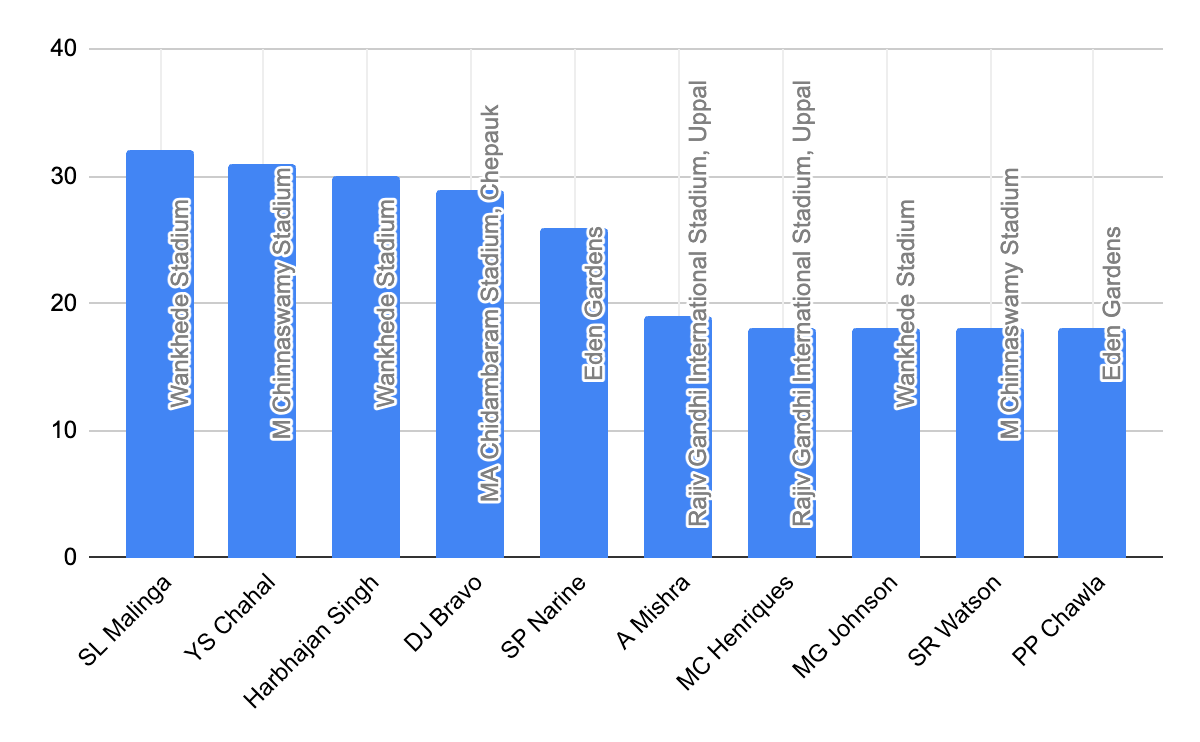 40
30
20
10
0
Wankhede Stadium
M Chinnaswamy Stadium
Wankhede Stadium
MA Chidambaram Stadium, Chepauk
Eden Gardens
Rajiv Gandhi International Stadium, Uppal
Rajiv Gandhi International Stadium, Uppal
Wankhede Stadium
M Chinnaswamy Stadium
Eden Gardens
SL Malinga
YS Chahal
Harbhajan Singh
DJ Bravo
SP Narine
A Mishra
MC Henriques
MG Johnson
SR Watson
PP Chawla